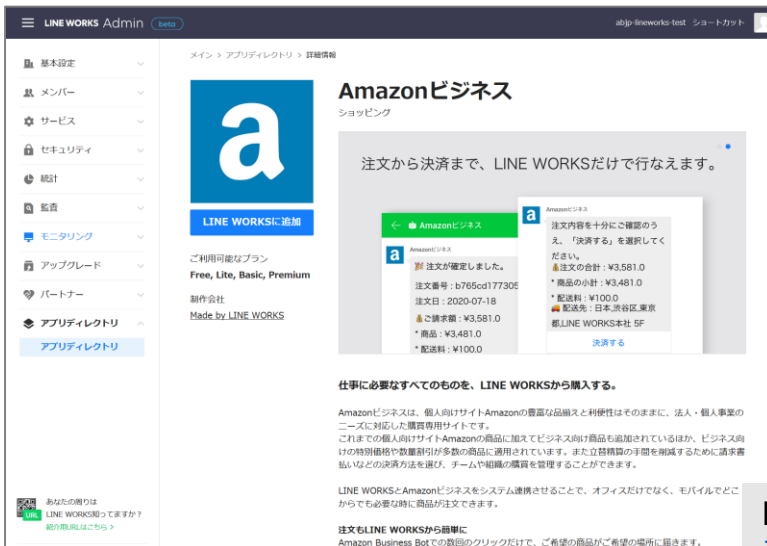 LINE WORKS Admin beta
abjp-lineworks-test ショートカット
基本設定
メンバー
サービス
セキュリティ
統計
監査
モニタリング
アップグレード
パートナー
アプリディレクトリ
アプリディレクトリ
あなたの周りは
LINE WORKS知ってますか?
URL
紹介用URLはこちら >
メイン > アプリディレクトリ > 詳細情報
a
LINE WORKSに追加
ご利用可能なプラン
Free, Lite, Basic, Premium
制作会社
Made by LINE WORKS
Amazonビジネス
ショッピング
注文から決済まで、LINE WORKSだけで行なえます。
Amazonビジネス
a
Amazonビジネス
注文が確定しました。
注文番号 : b765cd177305
注文日 : 2020-07-18
ご請求額 : ¥3,581.0
* 商品 : ¥3,481.0
* 配送料 : ¥100.0
a
Amazonビジネス
注文内容を十分にご確認のう
え、「決済する」を選択してく
ださい。
注文の合計 : ¥3,581.0
* 商品の小計 : ¥3,481.0
* 配送料 : ¥100.0
配送先 : 日本,渋谷区,東京
都,LINE WORKS本社 5F
決済する
仕事に必要なすべてのものを、LINE WORKSから購入する。
Amazonビジネスは、個人向けサイトAmazonの豊富な品揃えと利便性はそのままに、法人・個人事業の
ニーズに対応した購買専用サイトです。
これまでの個人向けサイトAmazonの商品に加えてビジネス向け商品も追加されているほか、ビジネス向
けの特別価格や数量割引が多数の商品に適用されています。また立替精算の手間を削減するために請求書
払いなどの決済方法を選び、チームや組織の購買を管理することができます。
LINE WORKSとAmazonビジネスをシステム連携させることで、オフィスだけでなく、モバイルでどこ
からでも必要な時に商品が注文できます。
注文もLINE WORKSから簡単に
Amazon Business Botでの数回のクリックだけで、ご希望の商品がご希望の場所に届きます。